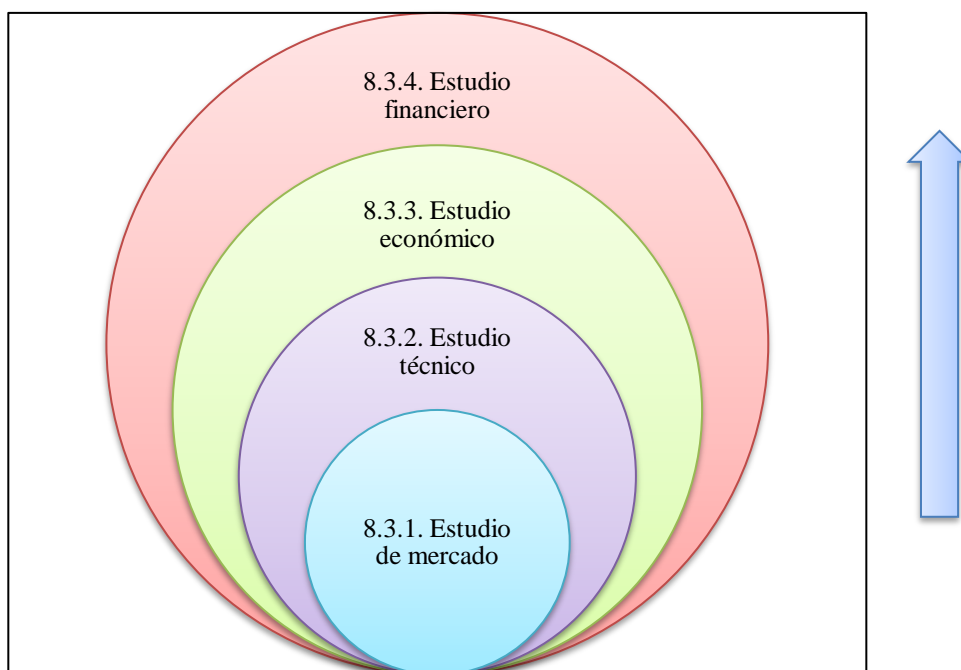 8.3.4. Estudio
financiero
8.3.3. Estudio
económico
8.3.2. Estudio
técnico
8.3.1. Estudio
de mercado